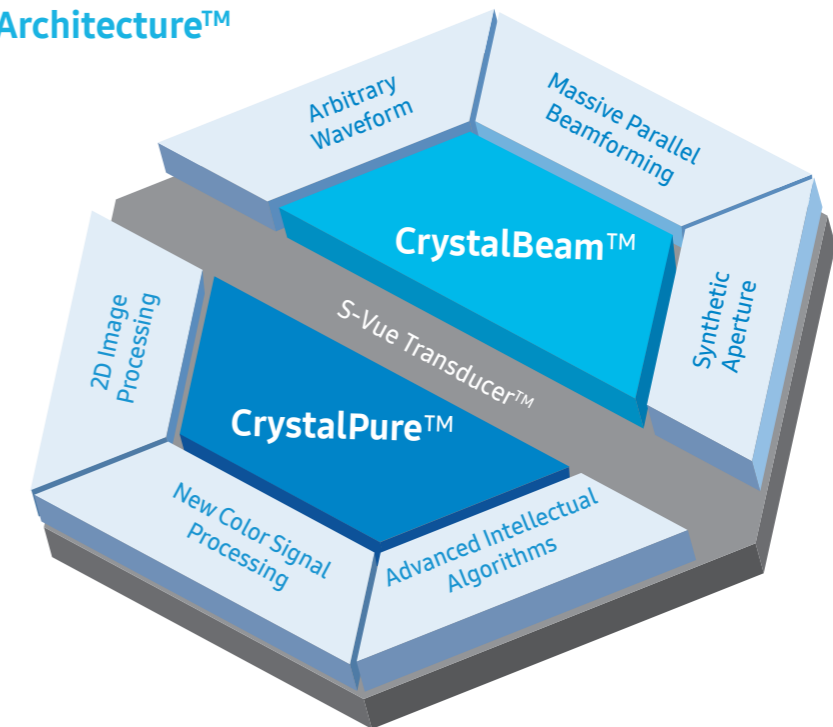 Architecture™
Arbitrary
Waveform
Massive Parallel
Beamforming
CrystalBeam™
Synthetic
Aperture
S-Vue Transducer™
2D Image
Processing
CrystalPure™
New Color Signal
Processing
Advanced Intellectual
Algorithms